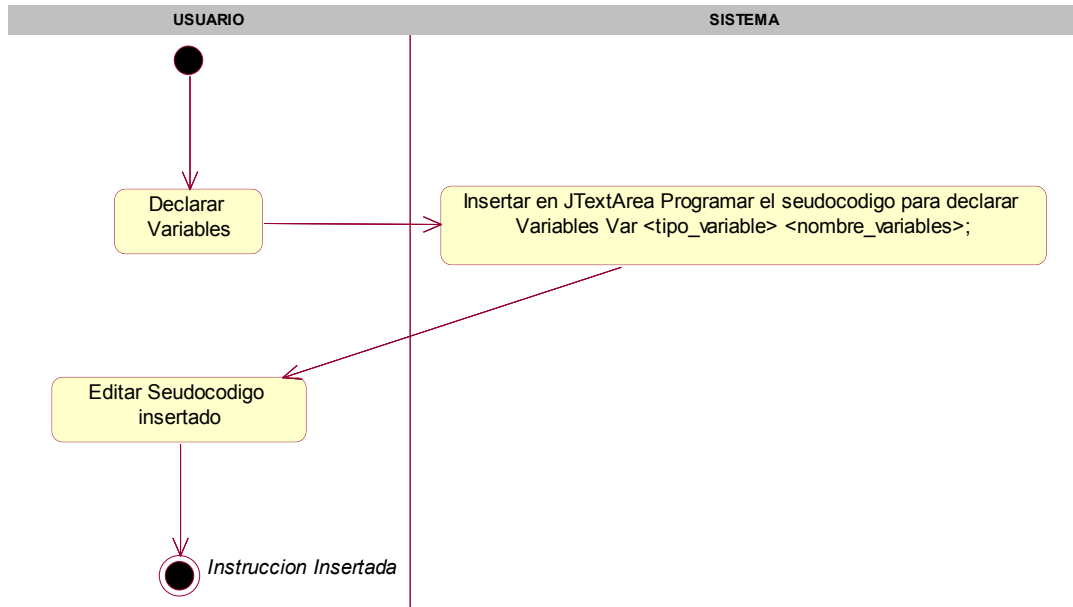 USUARIO
SISTEMA
Declarar
Variables
Insertar en JTextArea Programar el seudocodigo para declarar
Variables Var <tipo_variable> <nombre_variables>;
Editar Seudocodigo
insertado
Instruccion Insertada